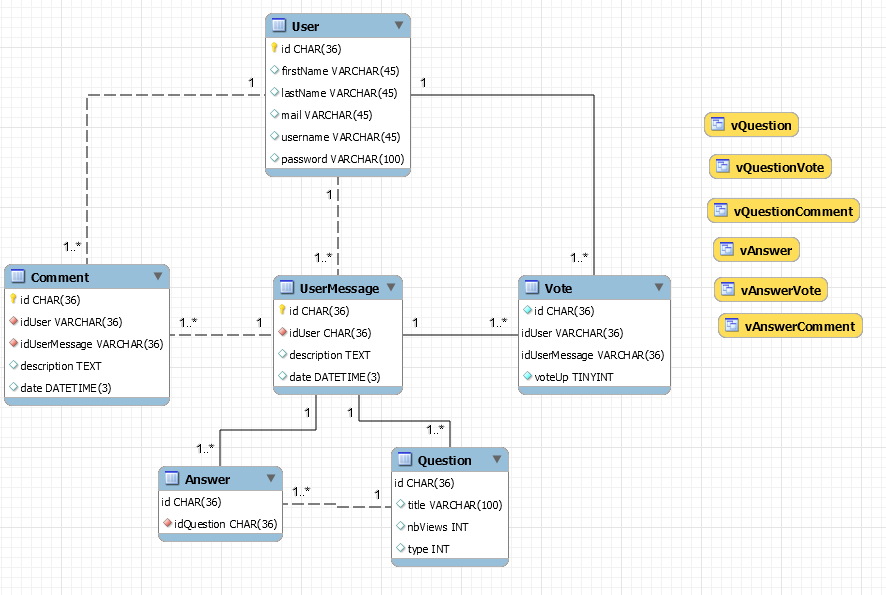 User
id CHAR(36)
firstName VARCHAR(45)
lastName VARCHAR(45)
mail VARCHAR(45)
username VARCHAR(45)
password VARCHAR(100)
1
1
1
1..*
1..*
1..*
Comment
id CHAR(36)
idUser VARCHAR(36)
idUserMessage VARCHAR(36)
description TEXT
date DATETIME(3)
1..*
1
UserMessage
id CHAR(36)
idUser CHAR(36)
description TEXT
date DATETIME(3)
1
1..*
Vote
id CHAR(36)
idUser VARCHAR(36)
idUserMessage VARCHAR(36)
voteUp TINYINT
1
1
1..*
1..*
Answer
id CHAR(36)
idQuestion CHAR(36)
1..*
1
Question
id CHAR(36)
title VARCHAR(100)
nbViews INT
type INT
vQuestion
vQuestionVote
vQuestionComment
vAnswer
vAnswerVote
vAnswerComment